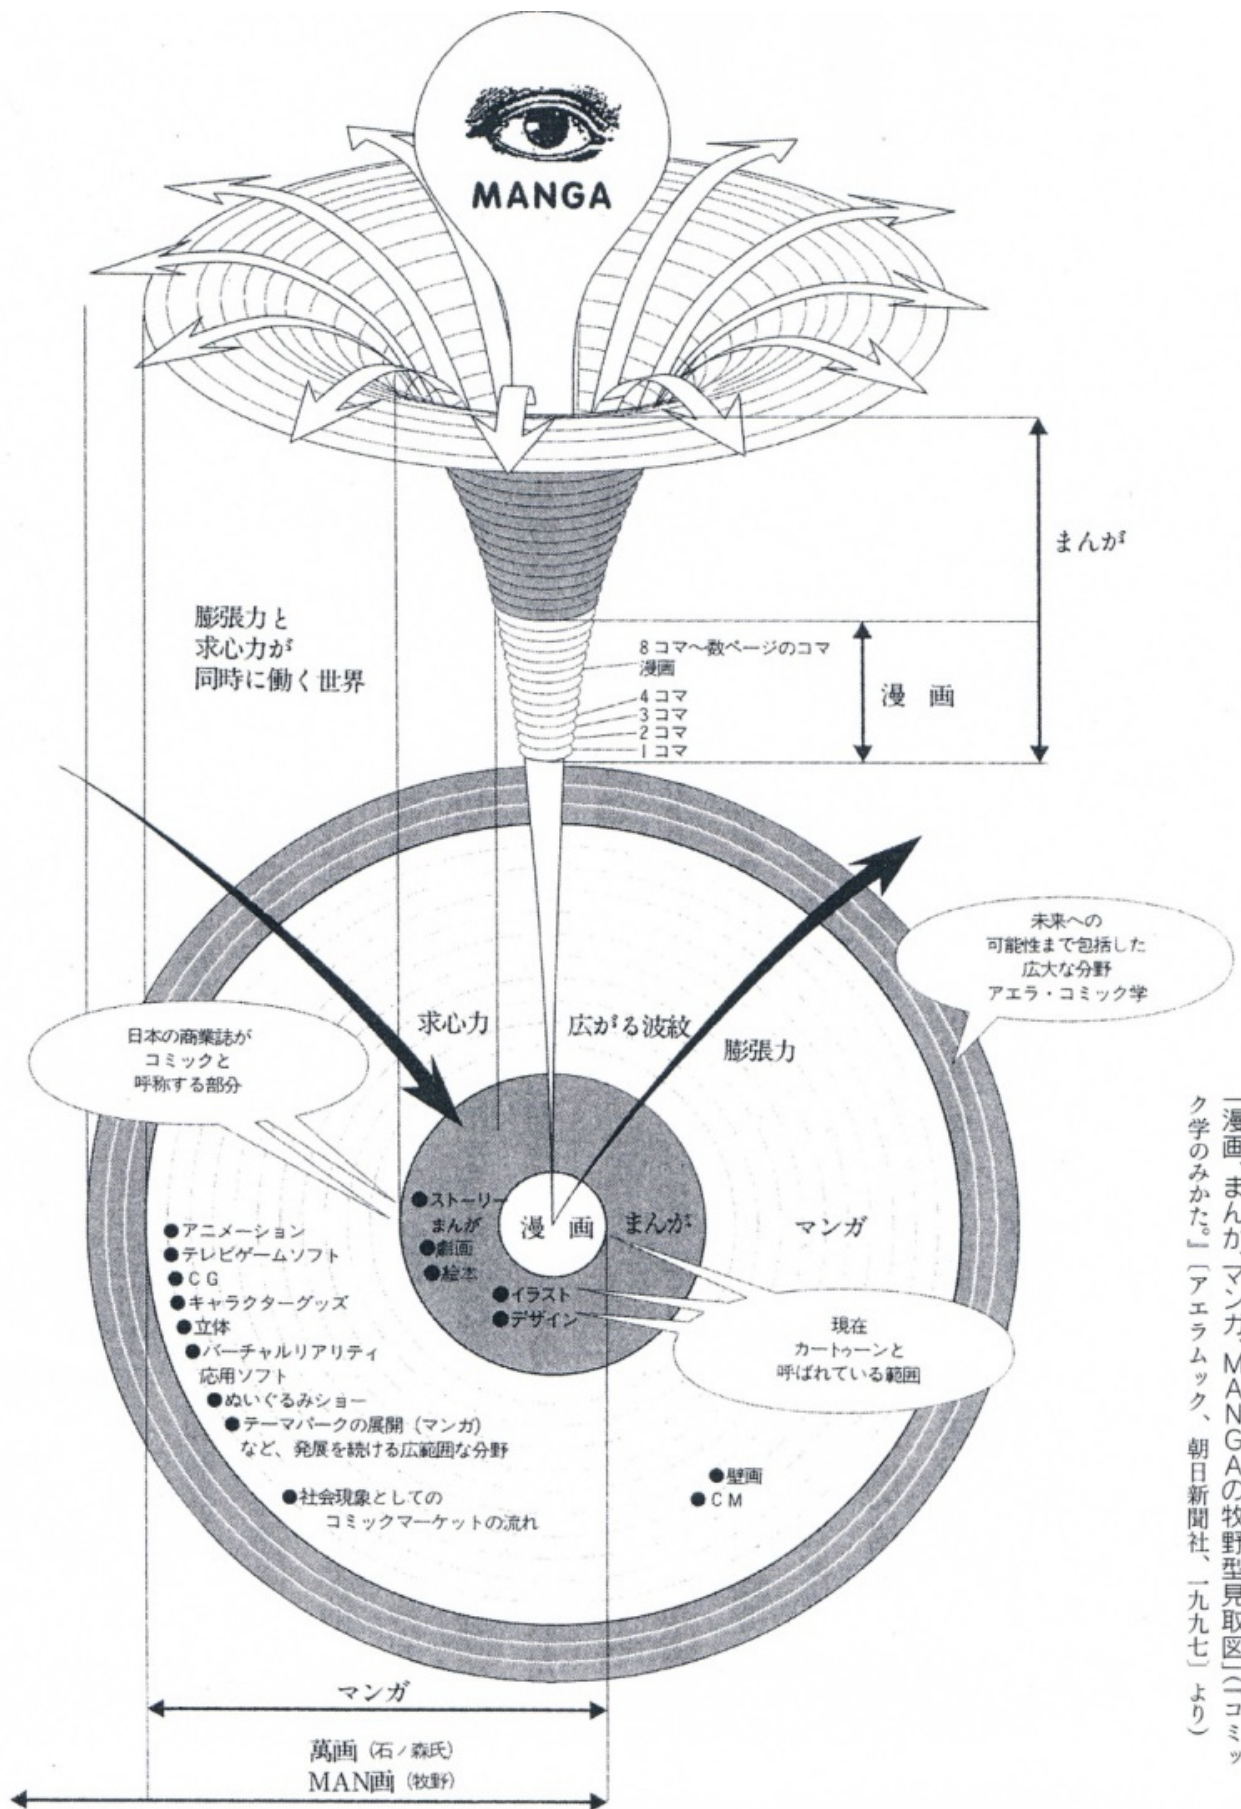 MANGA
まんが
膨張力と
求心力が
同時に働く世界
8コマ〜数ページのコマ
漫画
4コマ
3コマ
2コマ
1コマ
漫 画
未来への
可能性まで包括した
広大な分野
アエラ・コミック学
求心力
広がる波紋
膨張力
日本の商業誌が
コミックと
呼称する部分
●ストーリー
まんが
●劇画
●絵本
●イラスト
●デザイン
漫 画
まんが
マンガ
●アニメーション
●テレビゲームソフト
●CG
●キャラクターグッズ
●立体
●バーチャルリアリティ
応用ソフト
●ぬいぐるみショー
●テーマパークの展開(マンガ)
など、発展を続ける広範囲な分野
●社会現象としての
コミックマーケットの流れ
現在
カートゥーンと
呼ばれている範囲
●壁画
●CM
マンガ
萬画(石ノ森氏)
MAN画(牧野)
「漫画、まんが、マンガ、MANGAの牧野型見取図」(『コミッ
ク学のみかた。』[アエラムック、朝日新聞社、一九九七]より)